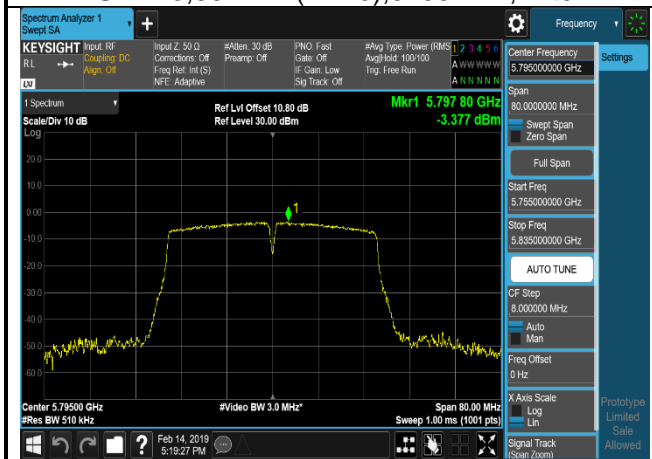 Spectrum Analyzer 1
Swept SA
+
Frequency
KEYSIGHT
RL
LXI
Input: RF
Coupling: DC
Align: Off
Input Z: 50 Ω
Corrections: Off
Freq Ref: Int (S)
NFE: Adaptive
#Atten: 30 dB
Preamp: Off
PNO: Fast
Gate: Off
IF Gain: Low
Sig Track: Off
#Avg Type: Power (RMS
Avg|Hold: 100/100
Trig: Free Run
1 2 3 4 5 6
A W W W W W
A N N N N N
1 Spectrum
Scale/Div 10 dB
Log
Ref Lvl Offset 10.80 dB
Ref Level 30.00 dBm
Mkr1 5.797 80 GHz
-3.377 dBm
20.0
10.0
0.00
-10.0
-20.0
-30.0
-40.0
-50.0
-60.0
1
Center 5.79500 GHz
#Res BW 510 kHz
#Video BW 3.0 MHz*
Span 80.00 MHz
Sweep 1.00 ms (1001 pts)
?
Feb 14, 2019
5:19:27 PM
Center Frequency
5.795000000 GHz
Span
80.0000000 MHz
Swept Span
Zero Span
Full Span
Start Freq
5.755000000 GHz
Stop Freq
5.835000000 GHz
AUTO TUNE
CF Step
8.000000 MHz
Auto
Man
Freq Offset
0 Hz
X Axis Scale
Log
Lin
Signal Track
(Span Zoom)
Settings
Prototype
Limited
Sale
Allowed